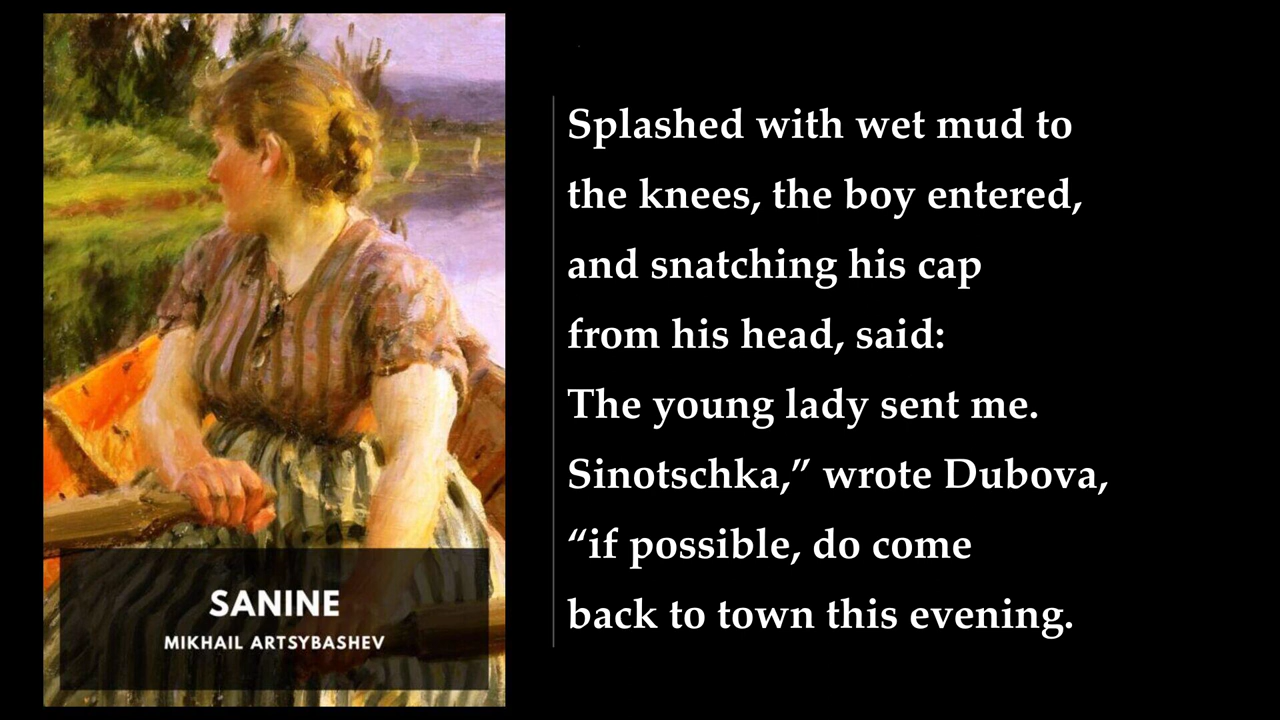 SANINE
MIKHAIL ARTSYBASHEV
Splashed with wet mud to
the knees, the boy entered,
and snatching his cap
from his head, said:
The young lady sent me.
Sinotschka,” wrote Dubova,
“if possible, do come
back to town this evening.